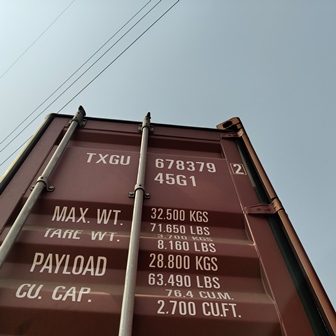 TXGU 678379 2
45G1
MAX. WT. 32.500 KGS
71.650 LBS
TARE WT. 3.700 KGS
8.160 LBS
PAYLOAD 28.800 KGS
63.490 LBS
CU. CAP. 76.4 CU.M.
2.700 CU.FT.